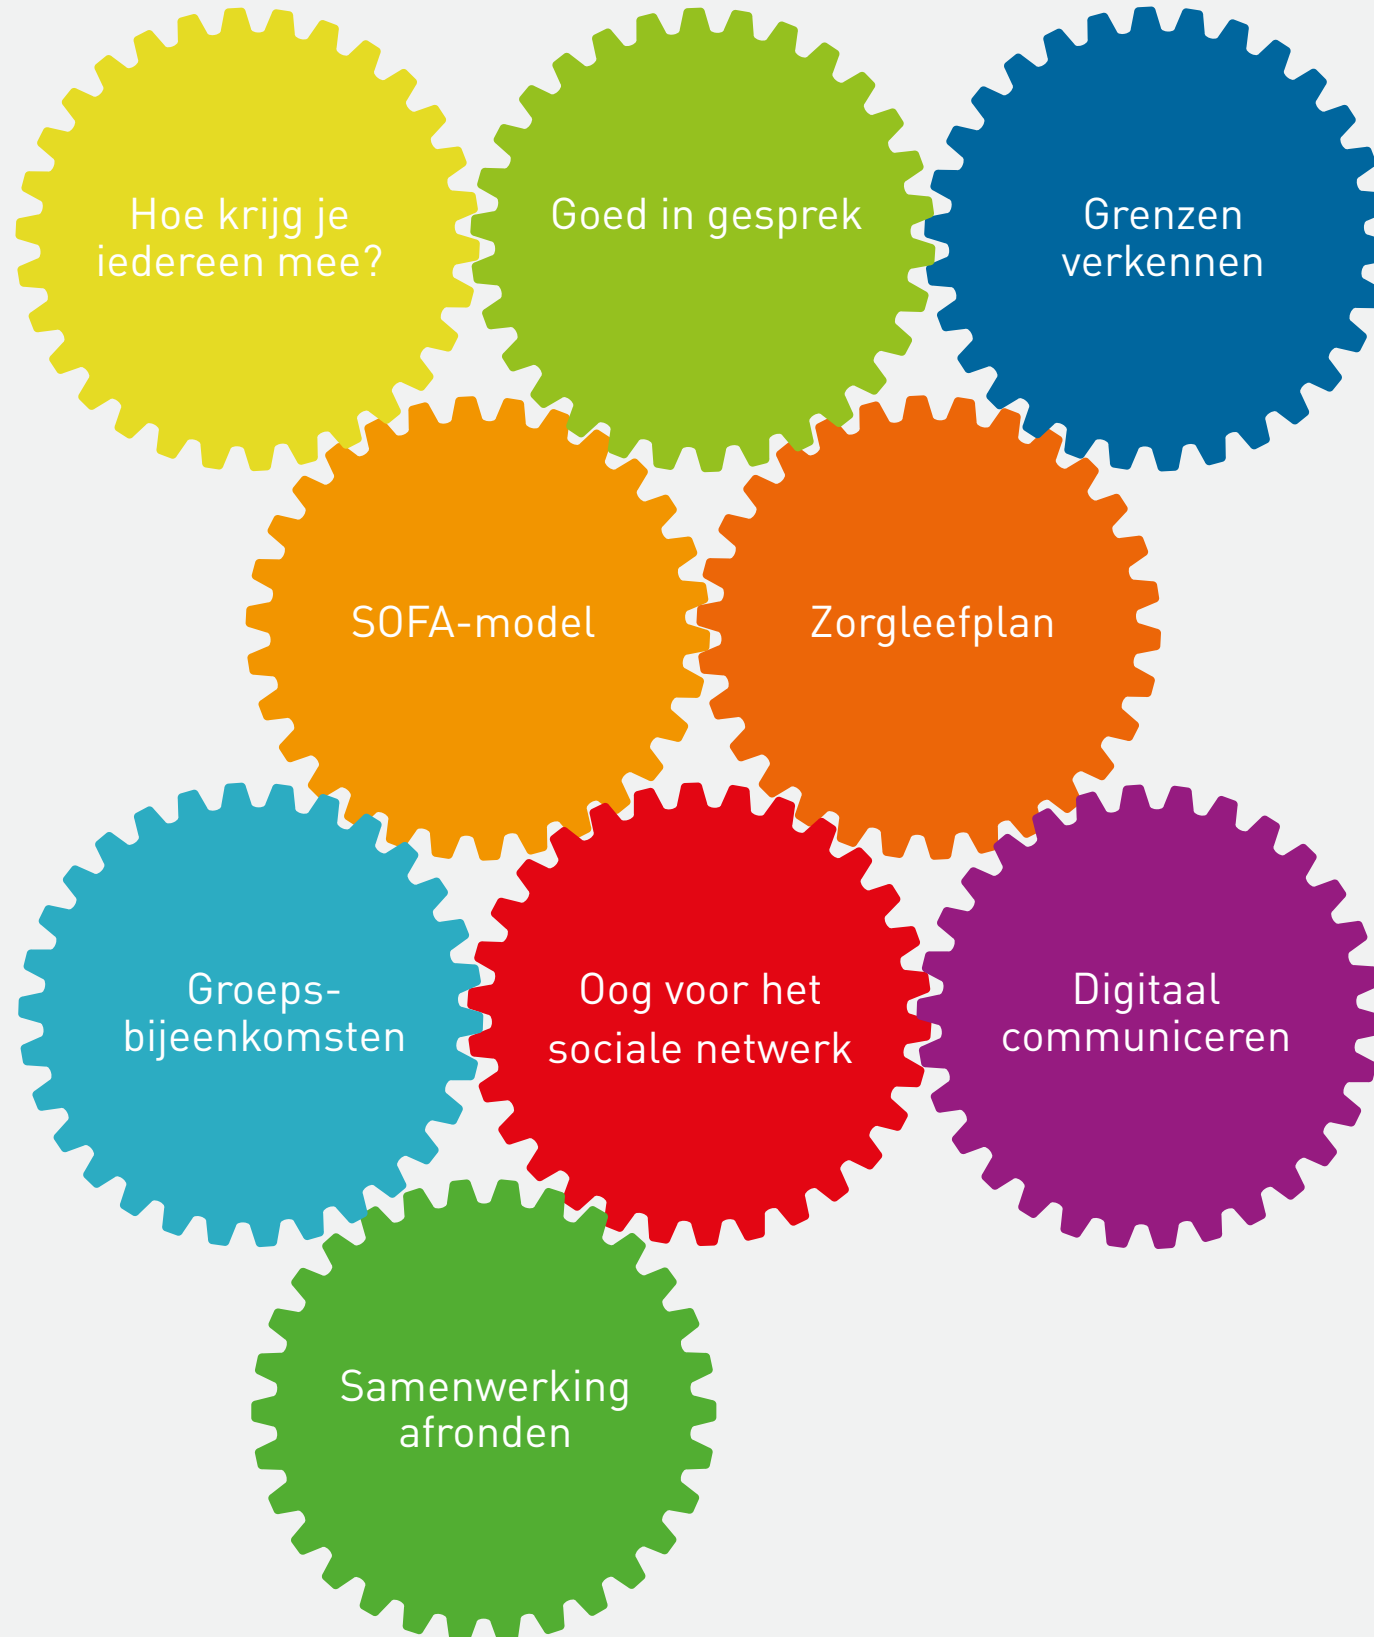 Hoe krijg je
iedereen mee?
Goed in gesprek
Grenzen
verkennen
SOFA-model
Zorgleefplan
Groeps-
bijeenkomsten
Oog voor het
sociale netwerk
Digitaal
communiceren
Samenwerking
afronden